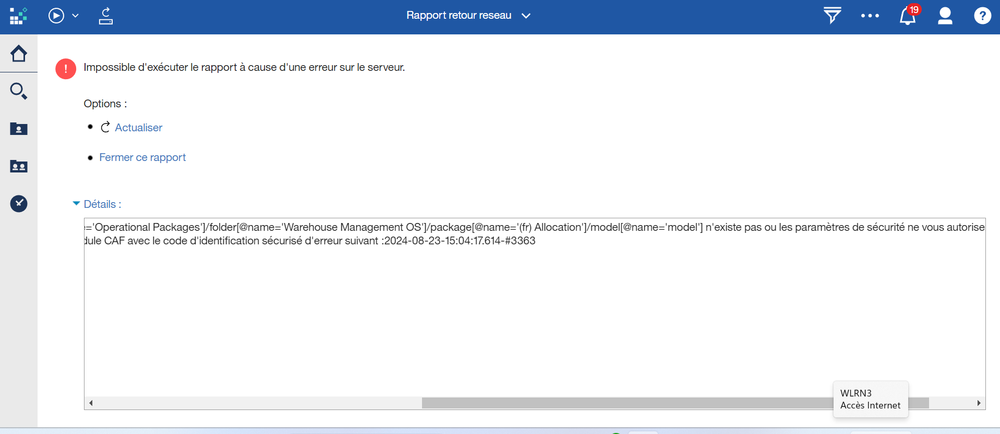 Rapport retour reseau
19
?
! Impossible d'exécuter le rapport à cause d'une erreur sur le serveur.
Options :
Actualiser
Fermer ce rapport
Détails :
='Operational Packages']/folder[@name='Warehouse Management OS']/package[@name='(fr) Allocation']/model[@name='model'] n'existe pas ou les paramètres de sécurité ne vous autorise
dule CAF avec le code d'identification sécurisé d'erreur suivant :2024-08-23-15:04:17.614-#3363
WLRN3
Accès Internet